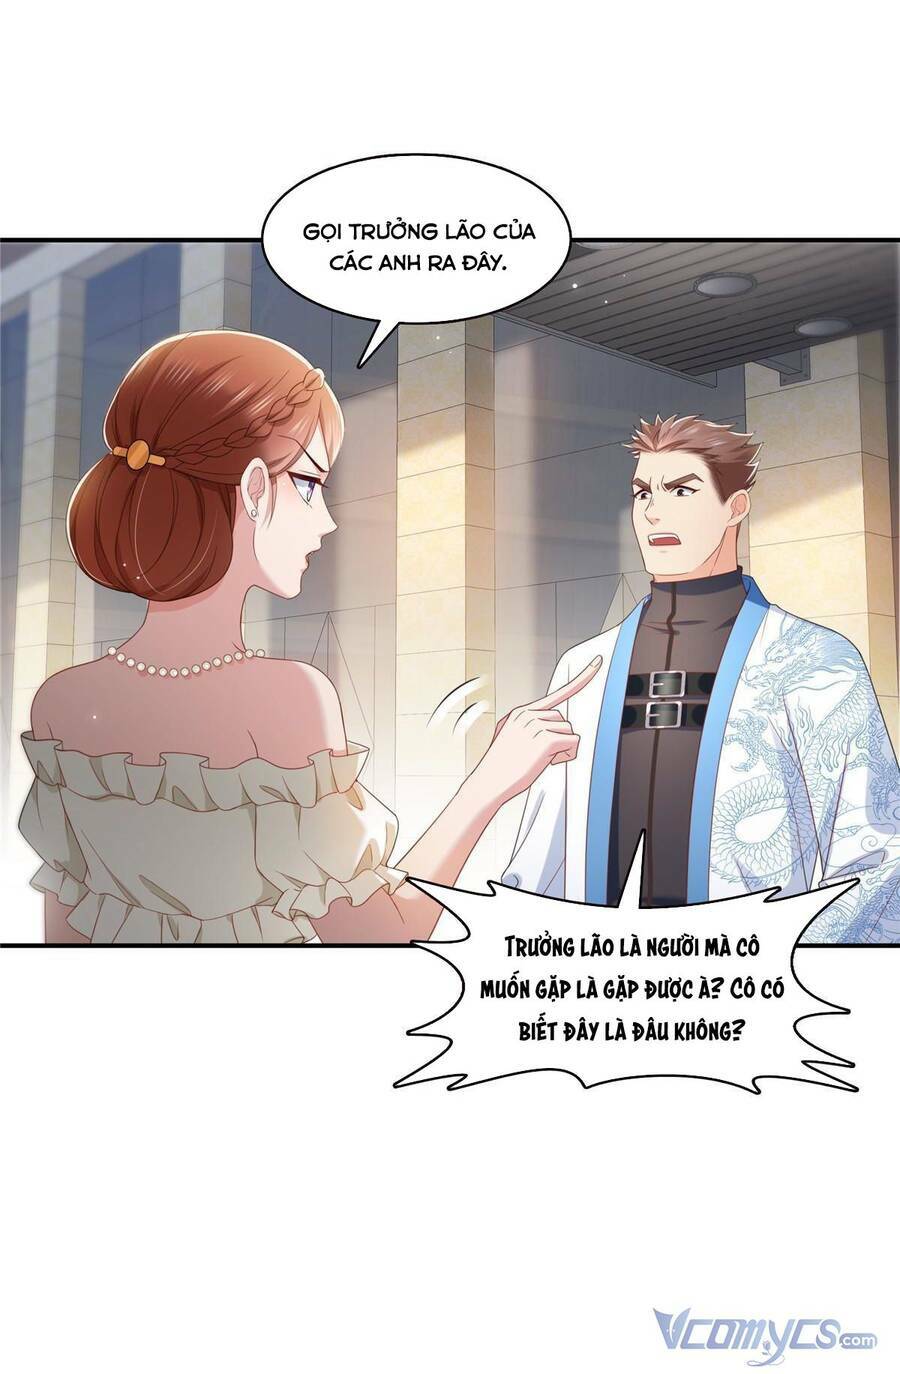 GỌI TRƯỞNG LÃO CỦA
CÁC ANH RA ĐÂY.
TRƯỞNG LÃO LÀ NGƯỜI MÀ CÔ
MUỐN GẶP LÀ GẶP ĐƯỢC À? CÔ CÓ
BIẾT ĐÂY LÀ ĐÂU KHÔNG?
VCOMYCS.com